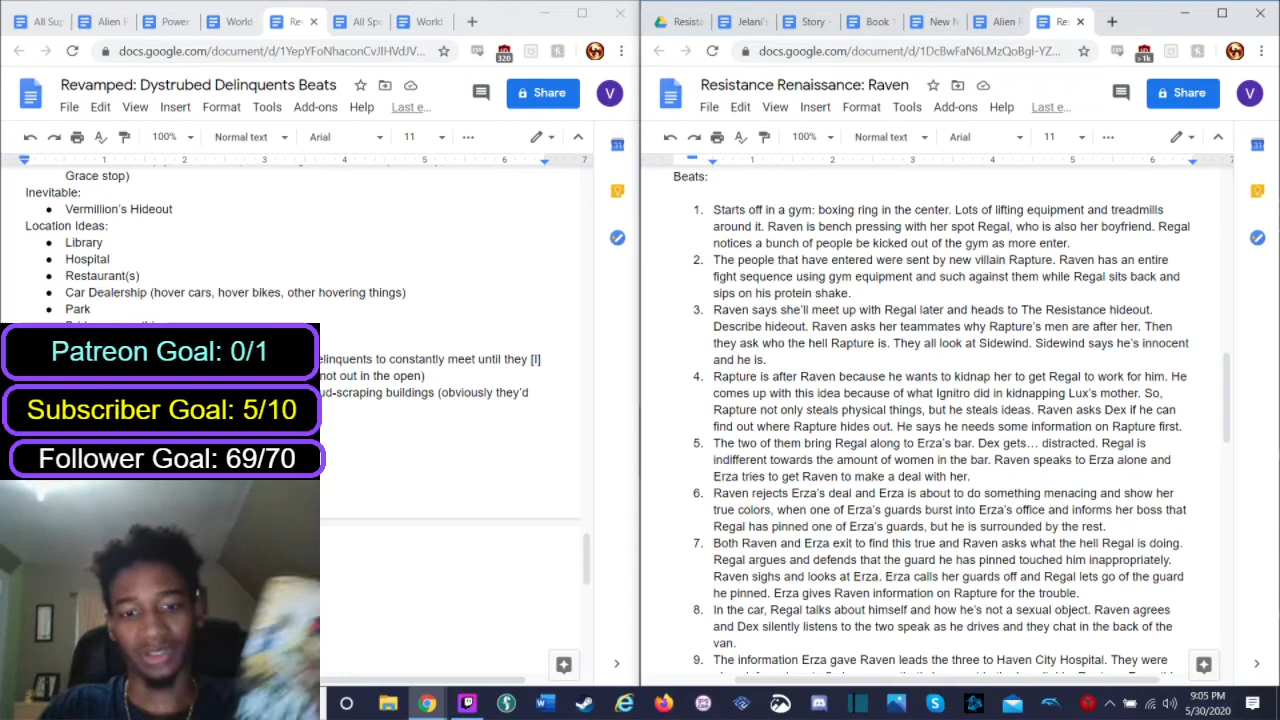 All Su
Alien F
Power
World
Rev
All Sp
World
docs.google.com/document/d/1YepYFoNhaconCvJIHVdJV...
320
Revamped: Dystrubed Delinquents Beats
Share
V
File Edit View Insert Format Tools Add-ons Help Last e...
100% Normal text Arial 11
1 2 3 4 5 6 7
Grace stop)
Inevitable:
● Vermillion's Hideout
Location Ideas:
● Library
● Hospital
● Restaurant(s)
● Car Dealership (hover cars, hover bikes, other hovering things)
● Park
elinquents to constantly meet until they [I]
not out in the open)
ud-scraping buildings (obviously they'd
Patreon Goal: 0/1
Subscriber Goal: 5/10
Follower Goal: 69/70
Resista
Jelani's
Story -
Book
New N
Alien F
Res
docs.google.com/document/d/1DcBwFaN6LMzQoBgI-YZ...
>1k
Resistance Renaissance: Raven
Share
V
File Edit View Insert Format Tools Add-ons Help Last e...
100% Normal text Arial 11
1 2 3 4 5 6 7
Beats:
1. Starts off in a gym: boxing ring in the center. Lots of lifting equipment and treadmills
around it. Raven is bench pressing with her spot Regal, who is also her boyfriend. Regal
notices a bunch of people be kicked out of the gym as more enter.
2. The people that have entered were sent by new villain Rapture. Raven has an entire
fight sequence using gym equipment and such against them while Regal sits back and
sips on his protein shake.
3. Raven says she'll meet up with Regal later and heads to The Resistance hideout.
Describe hideout. Raven asks her teammates why Rapture's men are after her. Then
they ask who the hell Rapture is. They all look at Sidewind. Sidewind says he's innocent
and he is.
4. Rapture is after Raven because he wants to kidnap her to get Regal to work for him. He
comes up with this idea because of what Ignitro did in kidnapping Lux's mother. So,
Rapture not only steals physical things, but he steals ideas. Raven asks Dex if he can
find out where Rapture hides out. He says he needs some information on Rapture first.
5. The two of them bring Regal along to Erza's bar. Dex gets... distracted. Regal is
indifferent towards the amount of women in the bar. Raven speaks to Erza alone and
Erza tries to get Raven to make a deal with her.
6. Raven rejects Erza's deal and Erza is about to do something menacing and show her
true colors, when one of Erza's guards burst into Erza's office and informs her boss that
Regal has pinned one of Erza's guards, but he is surrounded by the rest.
7. Both Raven and Erza exit to find this true and Raven asks what the hell Regal is doing.
Regal argues and defends that the guard he has pinned touched him inappropriately.
Raven sighs and looks at Erza. Erza calls her guards off and Regal lets go of the guard
he pinned. Erza gives Raven information on Rapture for the trouble.
8. In the car, Regal talks about himself and how he's not a sexual object. Raven agrees
and Dex silently listens to the two speak as he drives and they chat in the back of the
van.
9. The information Erza gave Raven leads the three to Haven City Hospital. They were
9:05 PM
5/30/2020